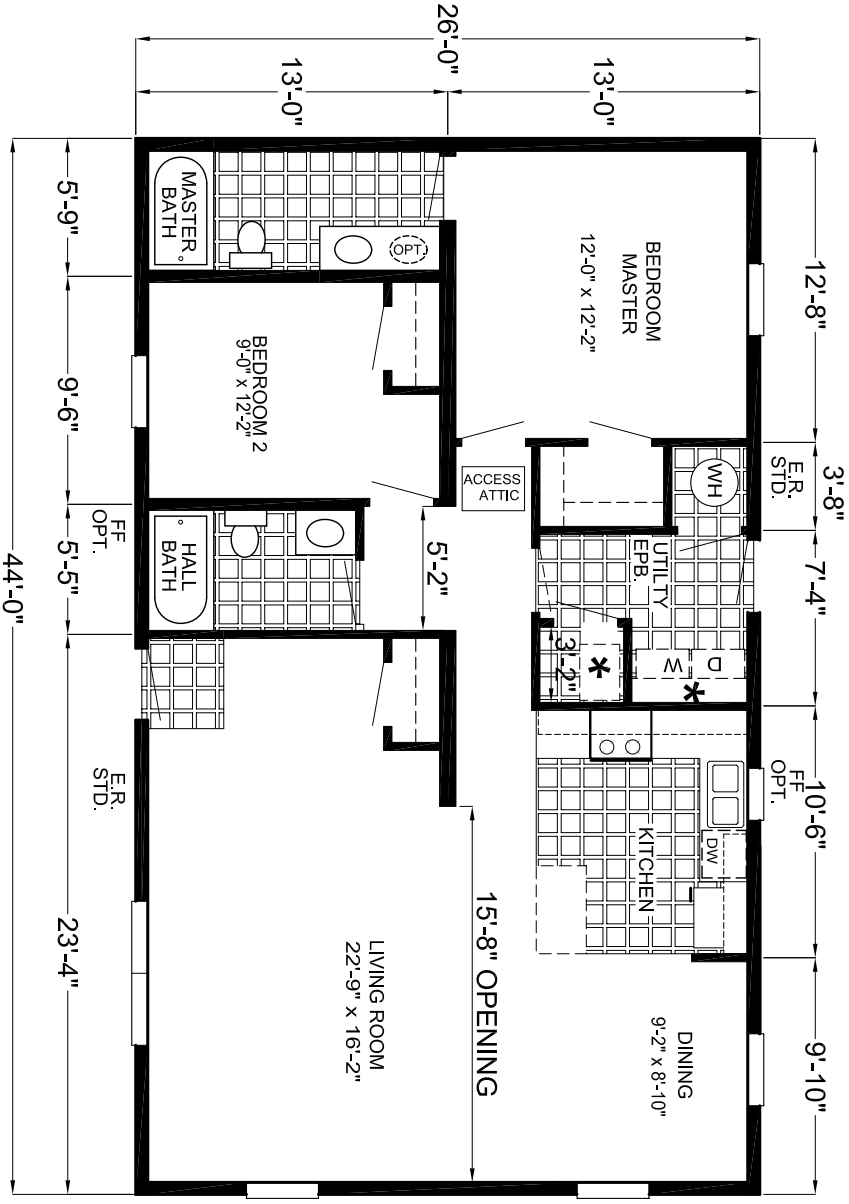 26'-0"
13'-0"
13'-0"
12'-8"
3'-8"
7'-4"
10'-6"
9'-10"
E.R.
STD.
FF
OPT.
BEDROOM
MASTER
12'-0" x 12'-2"
WH
UTILTY
EPB.
D
W
*
*
3'-2"
KITCHEN
DW
DINING
9'-2" x 8'-10"
ACCESS
ATTIC
5'-2"
15'-8" OPENING
MASTER
BATH
OPT.
BEDROOM 2
9'-0" x 12'-2"
HALL
BATH
LIVING ROOM
22'-9" x 16'-2"
FF
OPT.
E.R.
STD.
5'-9"
9'-6"
5'-5"
23'-4"
44'-0"